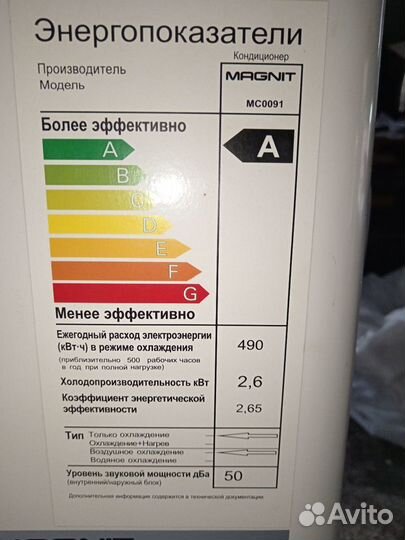 Энергопоказатели
Кондиционер
Производитель
MAGNIT
Модель
MC0091
Более эффективно
A
A
B
C
D
E
F
G
Менее эффективно
Ежегодный расход электроэнергии
(кВт·ч) в режиме охлаждения
490
(приблизительно 500 рабочих часов
в год при полной нагрузке)
Холодопроизводительность кВт
2,6
Коэффициент энергетической
эффективности
2,65
Тип
Только охлаждение
Охлаждение+Нагрев
Воздушное охлаждение
Водяное охлаждение
Уровень звуковой мощности дБа
50
(внутренний/наружный блок)
Дополнительная информация содержится в технической документации
Avito